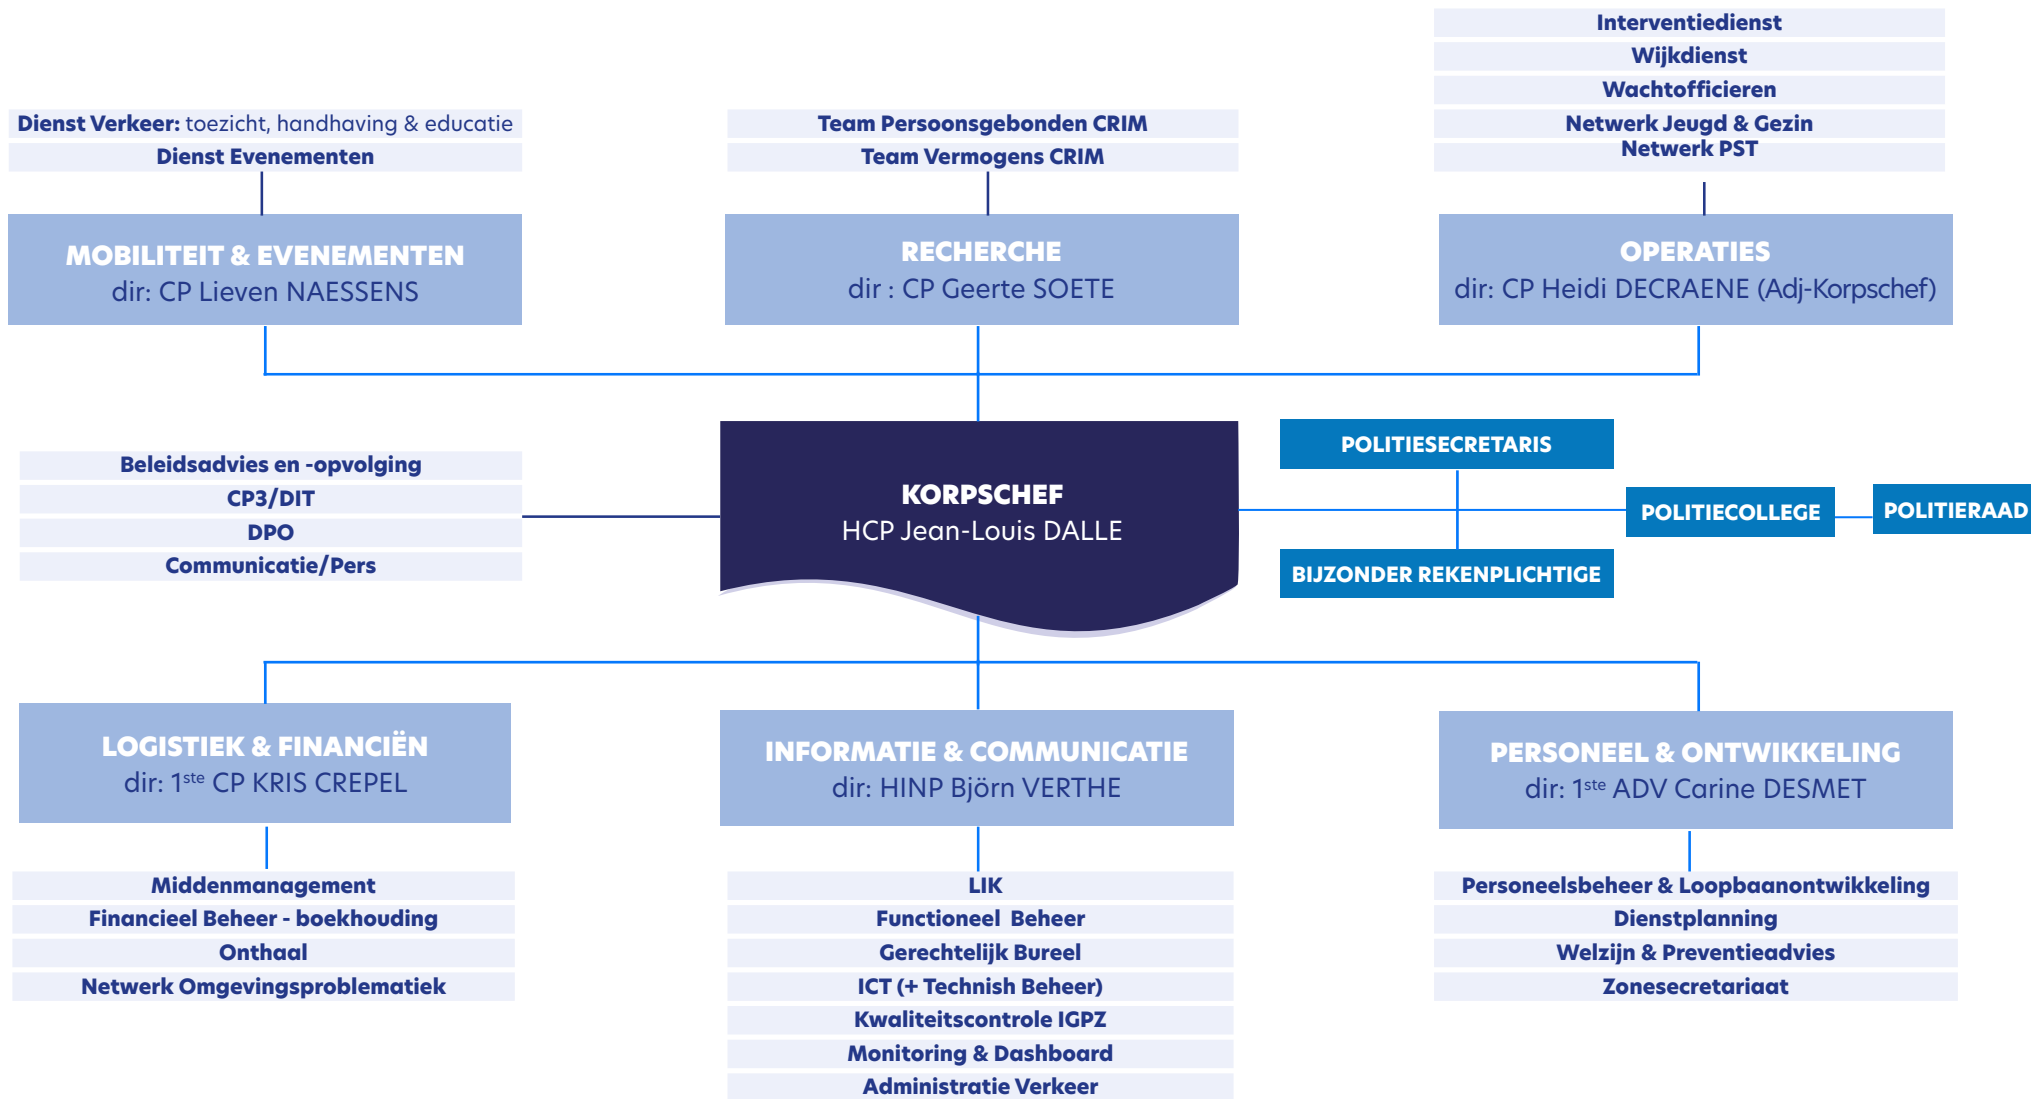 Dienst Verkeer: toezicht, handhaving & educatie
Dienst Evenementen
MOBILITEIT & EVENEMENTEN
dir: CP Lieven NAESSENS
Team Persoonsgebonden CRIM
Team Vermogens CRIM
RECHERCHE
dir : CP Geerte SOETE
Interventiedienst
Wijkdienst
Wachtofficieren
Netwerk Jeugd & Gezin
Netwerk PST
OPERATIES
dir: CP Heidi DECRAENE (Adj-Korpschef)
Beleidsadvies en -opvolging
CP3/DIT
DPO
Communicatie/Pers
KORPSCHEF
HCP Jean-Louis DALLE
POLITIESECRETARIS
POLITIECOLLEGE
POLITIERAAD
BIJZONDER REKENPLICHTIGE
LOGISTIEK & FINANCIËN
dir: 1ste CP KRIS CREPEL
Middenmanagement
Financieel Beheer - boekhouding
Onthaal
Netwerk Omgevingsproblematiek
INFORMATIE & COMMUNICATIE
dir: HINP Björn VERTHE
LIK
Functioneel Beheer
Gerechtelijk Bureel
ICT (+ Technish Beheer)
Kwaliteitscontrole IGPZ
Monitoring & Dashboard
Administratie Verkeer
PERSONEEL & ONTWIKKELING
dir: 1ste ADV Carine DESMET
Personeelsbeheer & Loopbaanontwikkeling
Dienstplanning
Welzijn & Preventieadvies
Zonesecretariaat